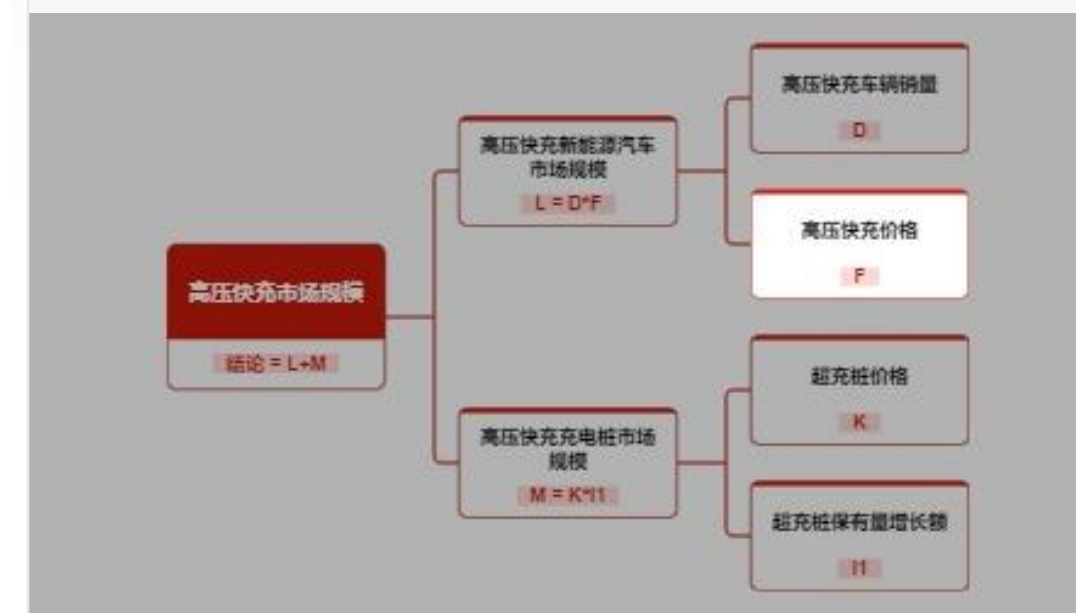 高压快充车辆销量
D
高压快充新能源汽车
市场规模
L = D*F
高压快充价格
F
高压快充市场规模
结论 = L+M
超充桩价格
K
高压快充充电桩市场
规模
M = K*I1
超充桩保有量增长额
I1